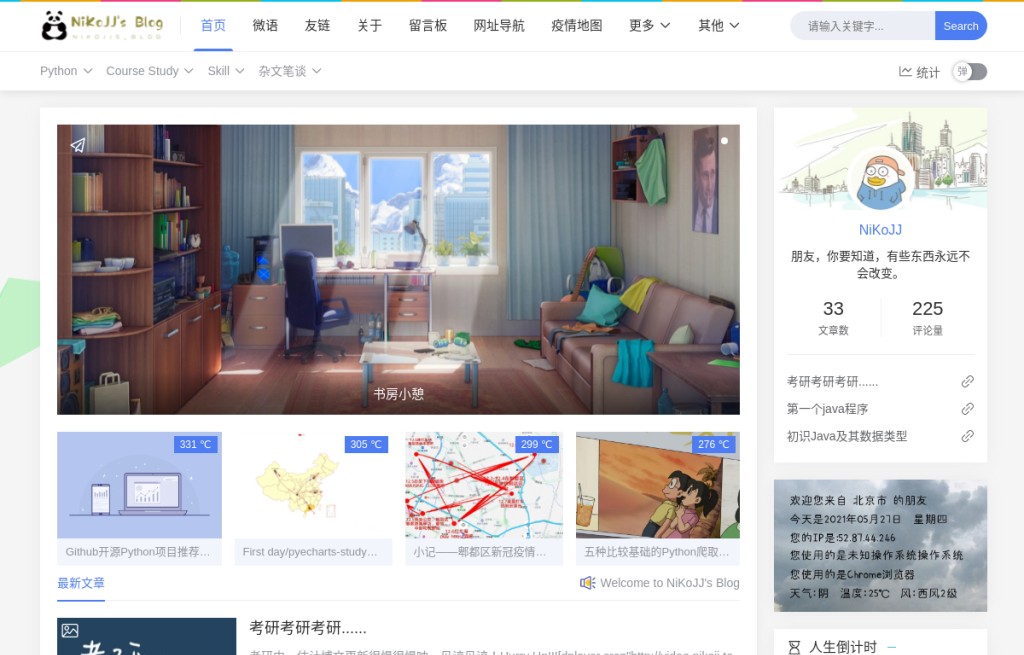 NiKoJJ's Blog
NIKOJJS_BLOG
首页 微语 友链 关于 留言板 网址导航 疫情地图 更多 其他
请输入关键字... Search
Python Course Study Skill 杂文笔谈
统计 弹
书房小憩
NiKoJJ
朋友，你要知道，有些东西永远不
会改变。
33 225
文章数 评论量
考研考研考研......
第一个java程序
初识Java及其数据类型
331 ℃ 305 ℃ 299 ℃ 276 ℃
Github开源Python项目推荐... First day/pyecharts-study... 小记——郫都区新冠疫情... 五种比较基础的Python爬取...
欢迎您来自 北京市 的朋友
今天是2021年05月27日 星期四
您的IP是:52.87.44.246
您使用的是未知操作系统操作系统
您使用的是Chrome浏览器
天气:阴 温度:25℃ 风:西风2级
最新文章 Welcome to NiKoJJ's Blog
考研考研考研......
人生倒计时